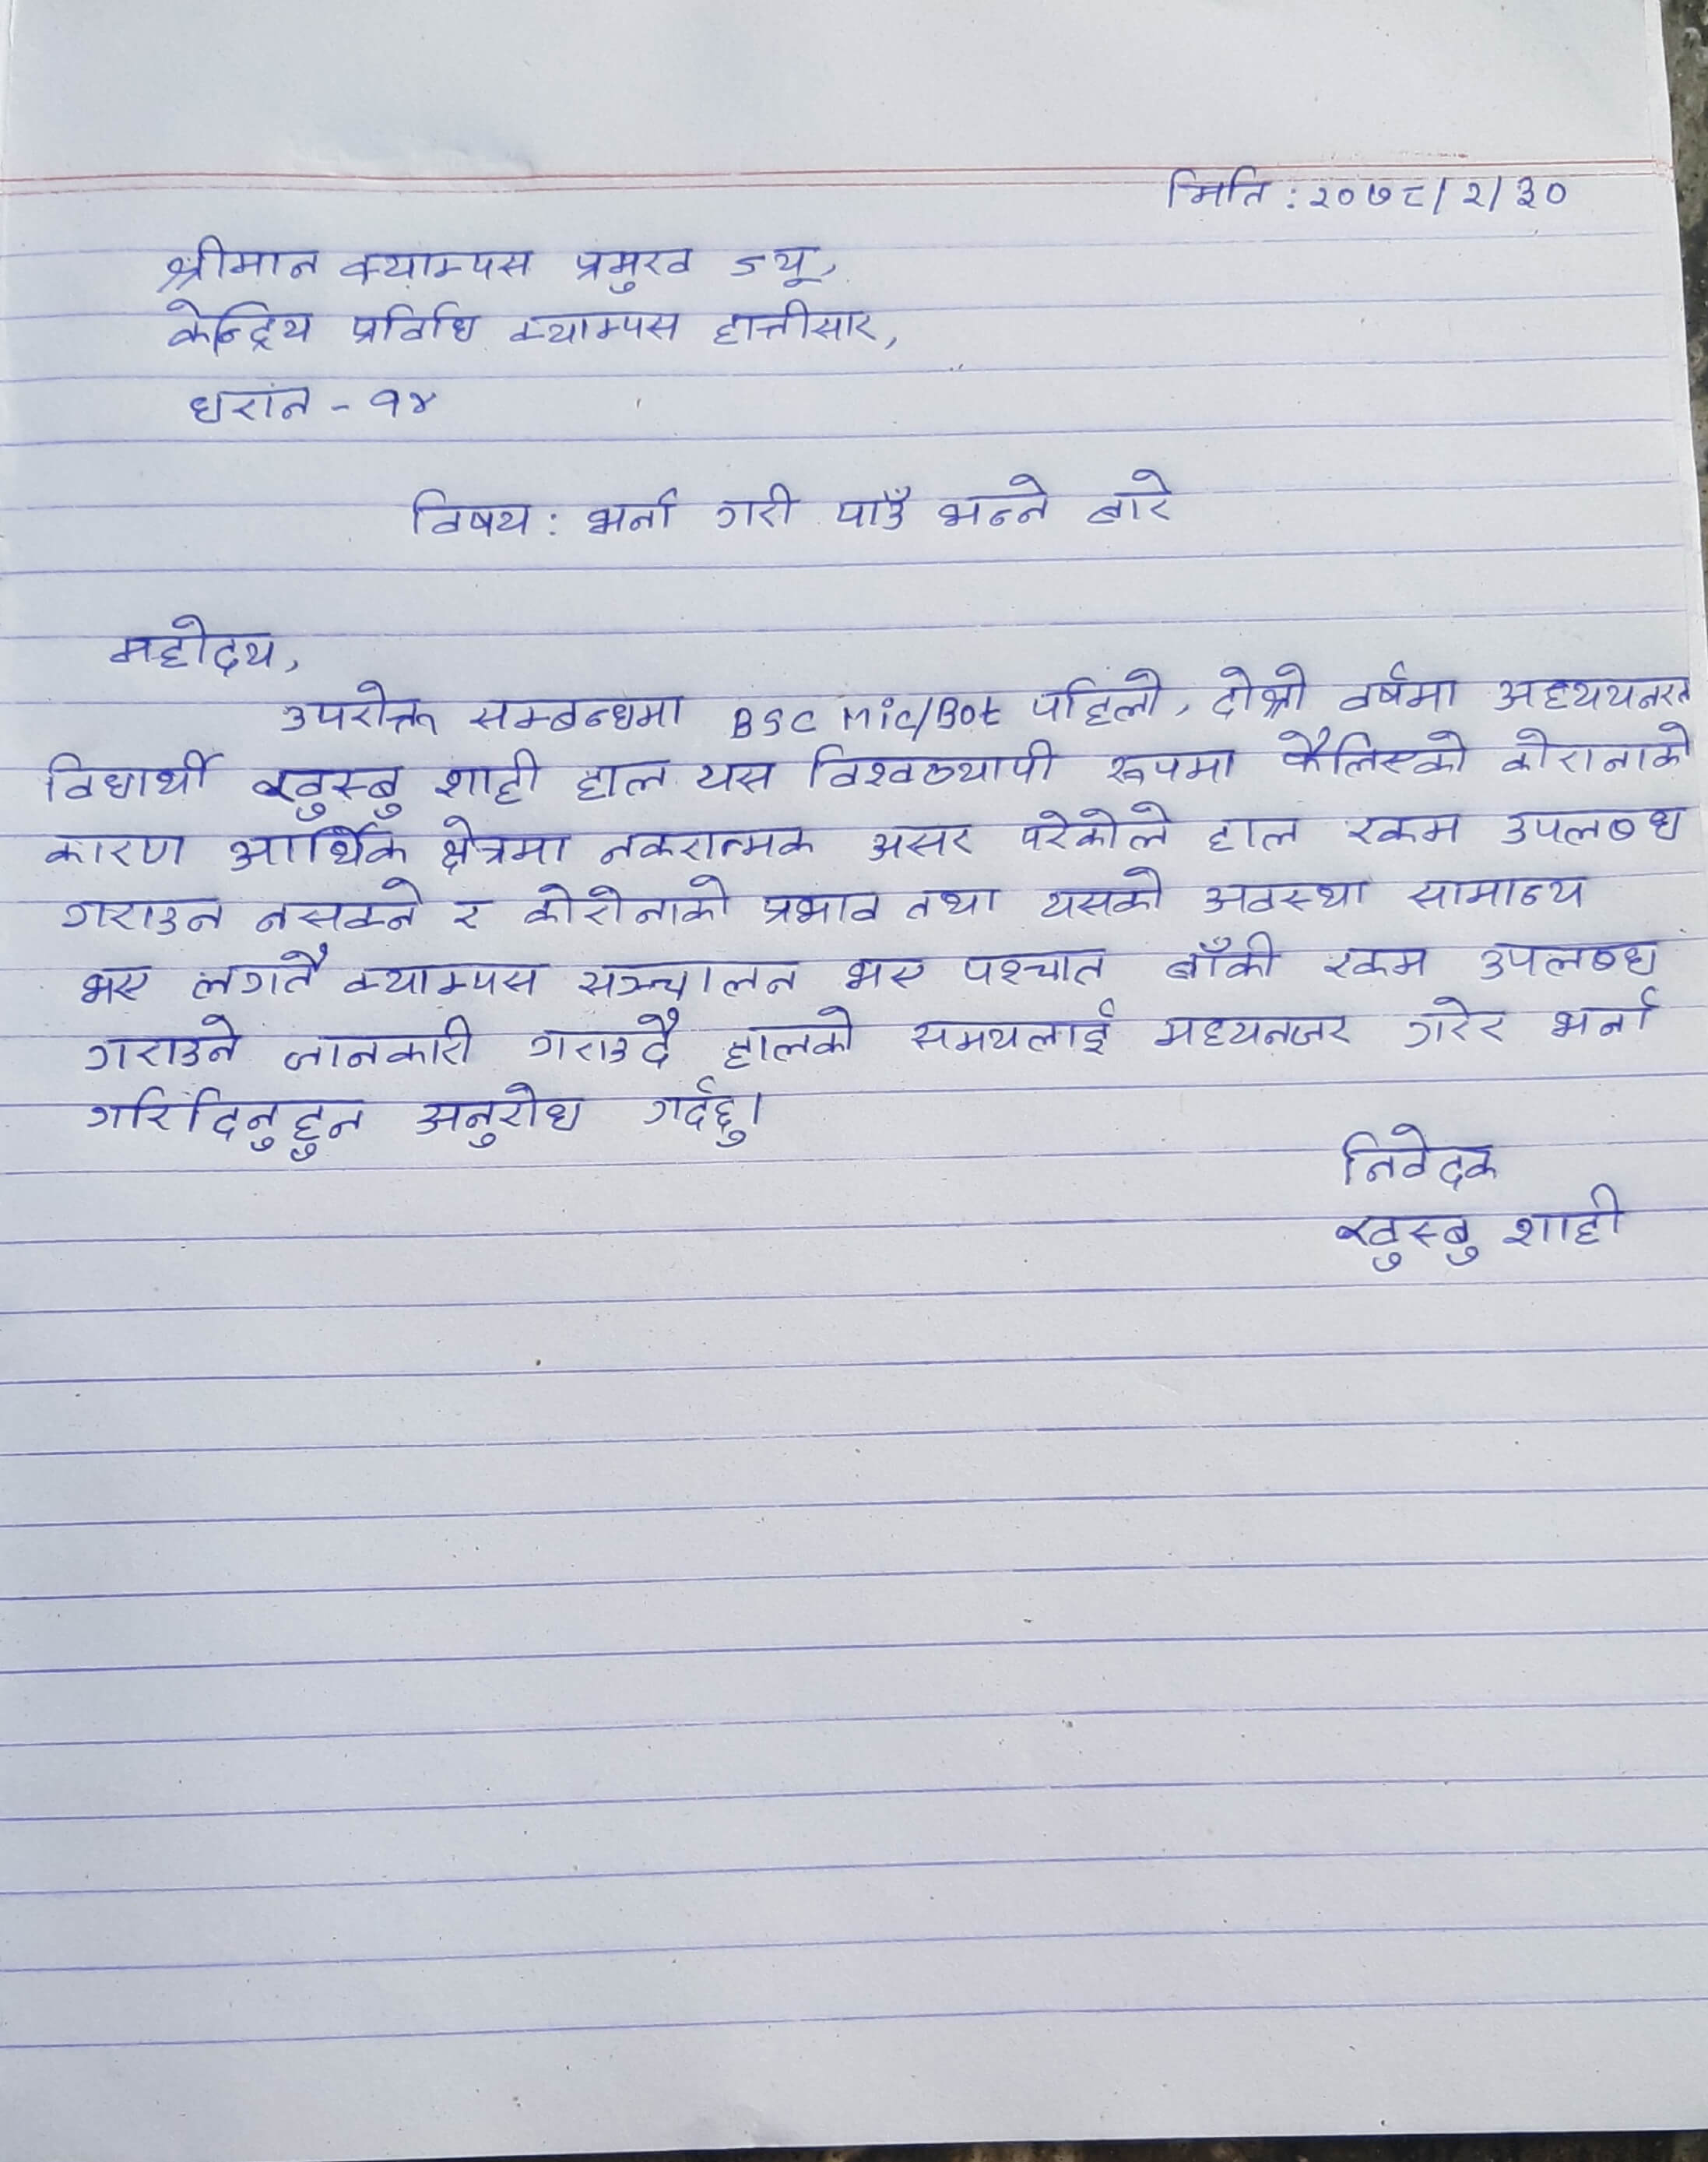 मिति : २०७८/२/३०
श्रीमान क्याम्पस प्रमुख ज्यू,
केन्द्रिय प्रविधि क्याम्पस हात्तीसार,
धरान - १४
विषय : भर्ना गरी पाउँ भन्ने बारे
महोदय,
उपरोक्त सम्बन्धमा BSC Mic/Bot पहिलो, दोश्रो वर्षमा अध्ययनरत
विद्यार्थी खुस्बु शाही हाल यस विश्वव्यापी रूपमा फैलिएको कोरानाको
कारण आर्थिक क्षेत्रमा नकरात्मक असर परेकोले हाल रकम उपलब्ध
गराउन नसक्ने र कोरोनाको प्रभाव तथा यसको अवस्था सामान्य
भए लगतै क्याम्पस सञ्चालन भए पश्चात बाँकी रकम उपलब्ध
गराउने जानकारी गराउदै हालको समयलाई मध्यनजर गरेर भर्ना
गरिदिनुहुन अनुरोध गर्दछु।
निवेदक
खुस्बु शाही